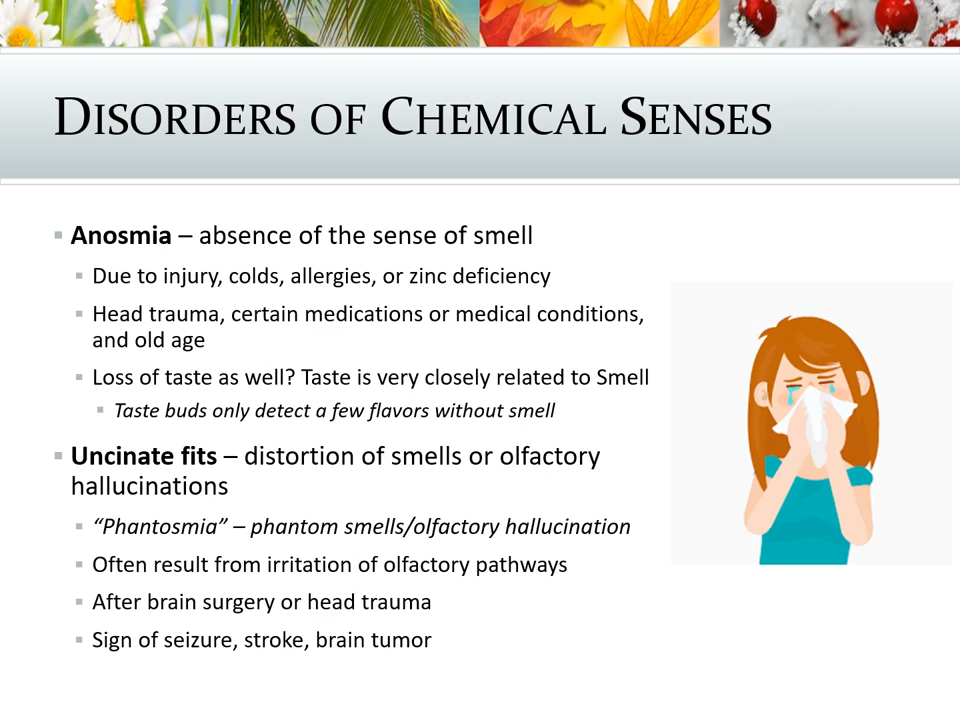 DISORDERS OF CHEMICAL SENSES
Anosmia – absence of the sense of smell
Due to injury, colds, allergies, or zinc deficiency
Head trauma, certain medications or medical conditions,
and old age
Loss of taste as well? Taste is very closely related to Smell
Taste buds only detect a few flavors without smell
Uncinate fits – distortion of smells or olfactory
hallucinations
“Phantosmia” – phantom smells/olfactory hallucination
Often result from irritation of olfactory pathways
After brain surgery or head trauma
Sign of seizure, stroke, brain tumor